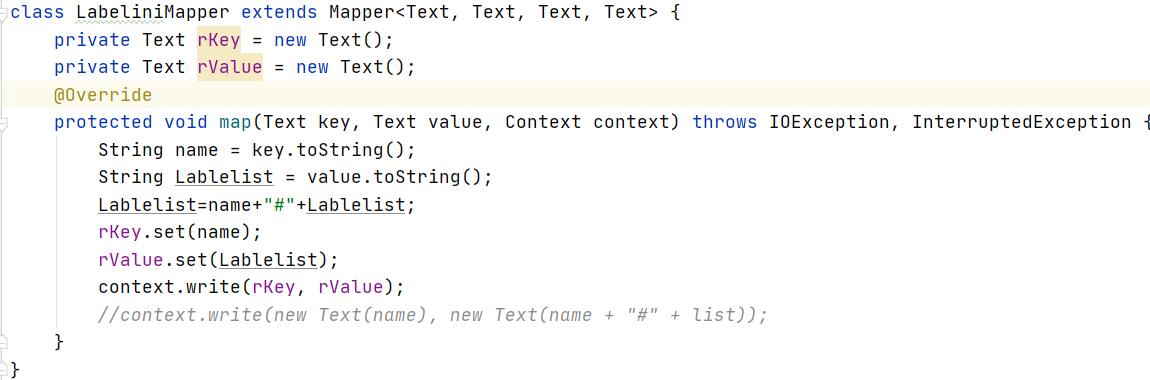 class LabeliniMapper extends Mapper<Text, Text, Text, Text> {
    private Text rKey = new Text();
    private Text rValue = new Text();
    @Override
    protected void map(Text key, Text value, Context context) throws IOException, InterruptedException {
        String name = key.toString();
        String Lablelist = value.toString();
        Lablelist=name+"#"+Lablelist;
        rKey.set(name);
        rValue.set(Lablelist);
        context.write(rKey, rValue);
        //context.write(new Text(name), new Text(name + "#" + list));
    }
}